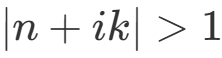 |n + ik| > 1